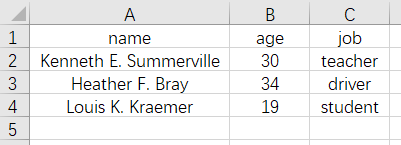 A B C
1 name age job
2 Kenneth E. Summerville 30 teacher
3 Heather F. Bray 34 driver
4 Louis K. Kraemer 19 student
5